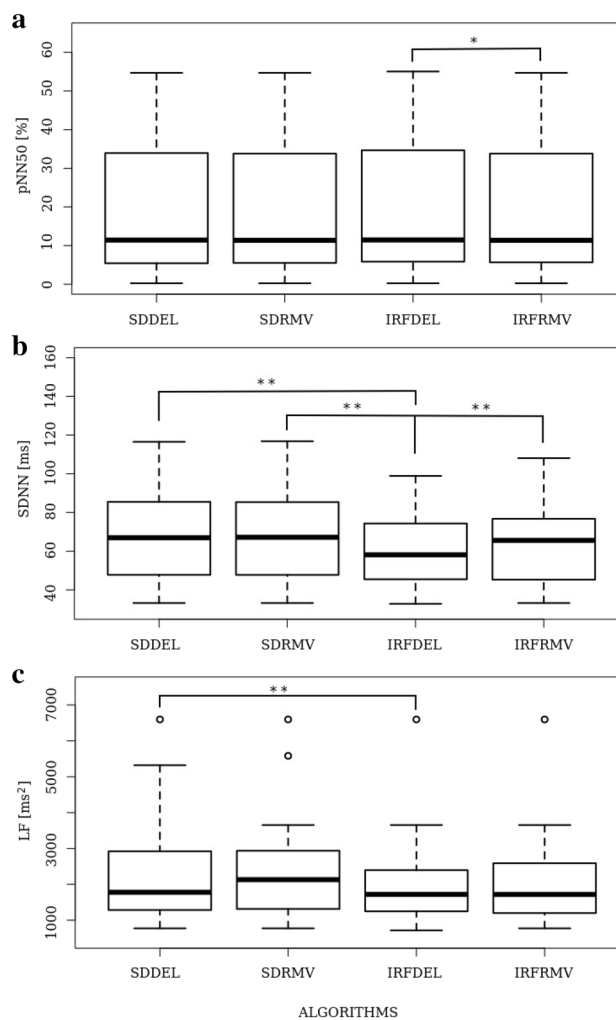 a
60
50
40
30
20
10
0
pNN50 [%]
*
SDDEL SDRMV IRFDEL IRFRMV
b
160
140
120
100
80
60
40
SDNN [ms]
**
** **
SDDEL SDRMV IRFDEL IRFRMV
c
7000
5000
3000
1000
LF [ms²]
**
SDDEL SDRMV IRFDEL IRFRMV
ALGORITHMS